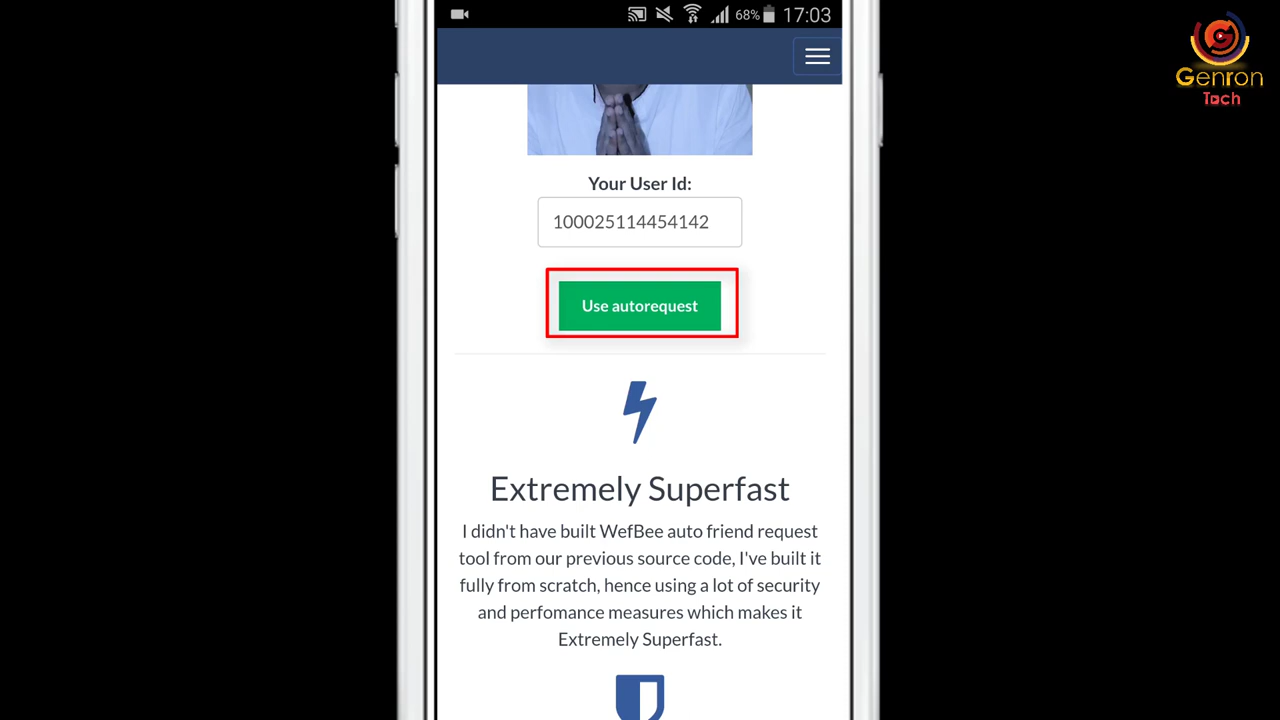 68% 17:03
Genron
Tech
Your User Id:
100025114454142
Use autorequest
Extremely Superfast
I didn't have built WefBee auto friend request
tool from our previous source code, I've built it
fully from scratch, hence using a lot of security
and perfomance measures which makes it
Extremely Superfast.